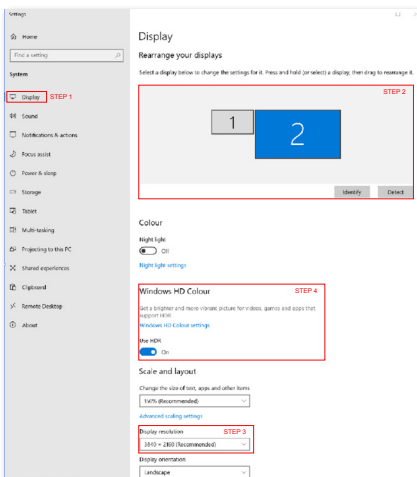 Settings
Home
Find a setting
System
Display STEP 1
Sound
Notifications & actions
Focus assist
Power & sleep
Storage
Tablet
Multi-tasking
Projecting to this PC
Shared experiences
Clipboard
Remote Desktop
About
Display
Rearrange your displays
Select a display below to change the settings for it. Press and hold (or select) a display, then drag to rearrange it.
STEP 2
1
2
Identify Detect
Colour
Night light
Off
Night light settings
Windows HD Colour STEP 4
Get a brighter and more vibrant picture for videos, games and apps that
support HDR.
Windows HD Colour settings
Use HDR
On
Scale and layout
Change the size of text, apps and other items
150% (Recommended)
Advanced scaling settings
Display resolution STEP 3
3840 × 2160 (Recommended)
Display orientation
Landscape